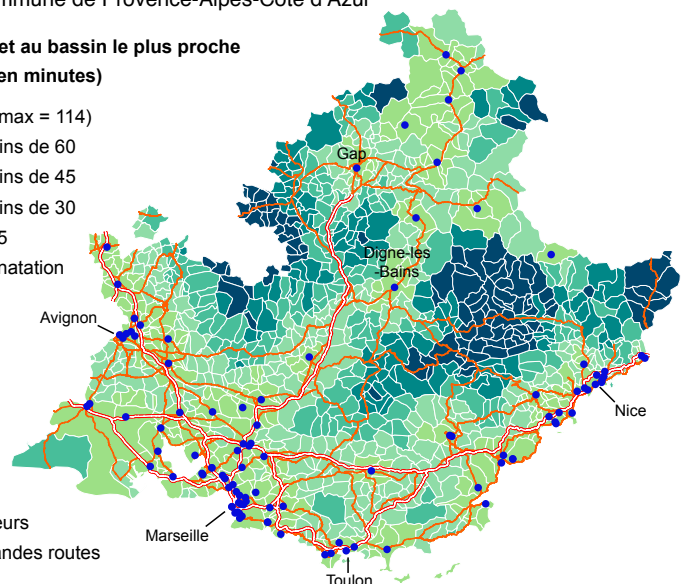 mmune de Provence-Alpes-Côte d'Azur
et au bassin le plus proche
en minutes)
max = 114)
ins de 60
ins de 45
ins de 30
5
natation
Gap
Digne-les
-Bains
Avignon
Nice
eurs
Marseille
andes routes
Toulon